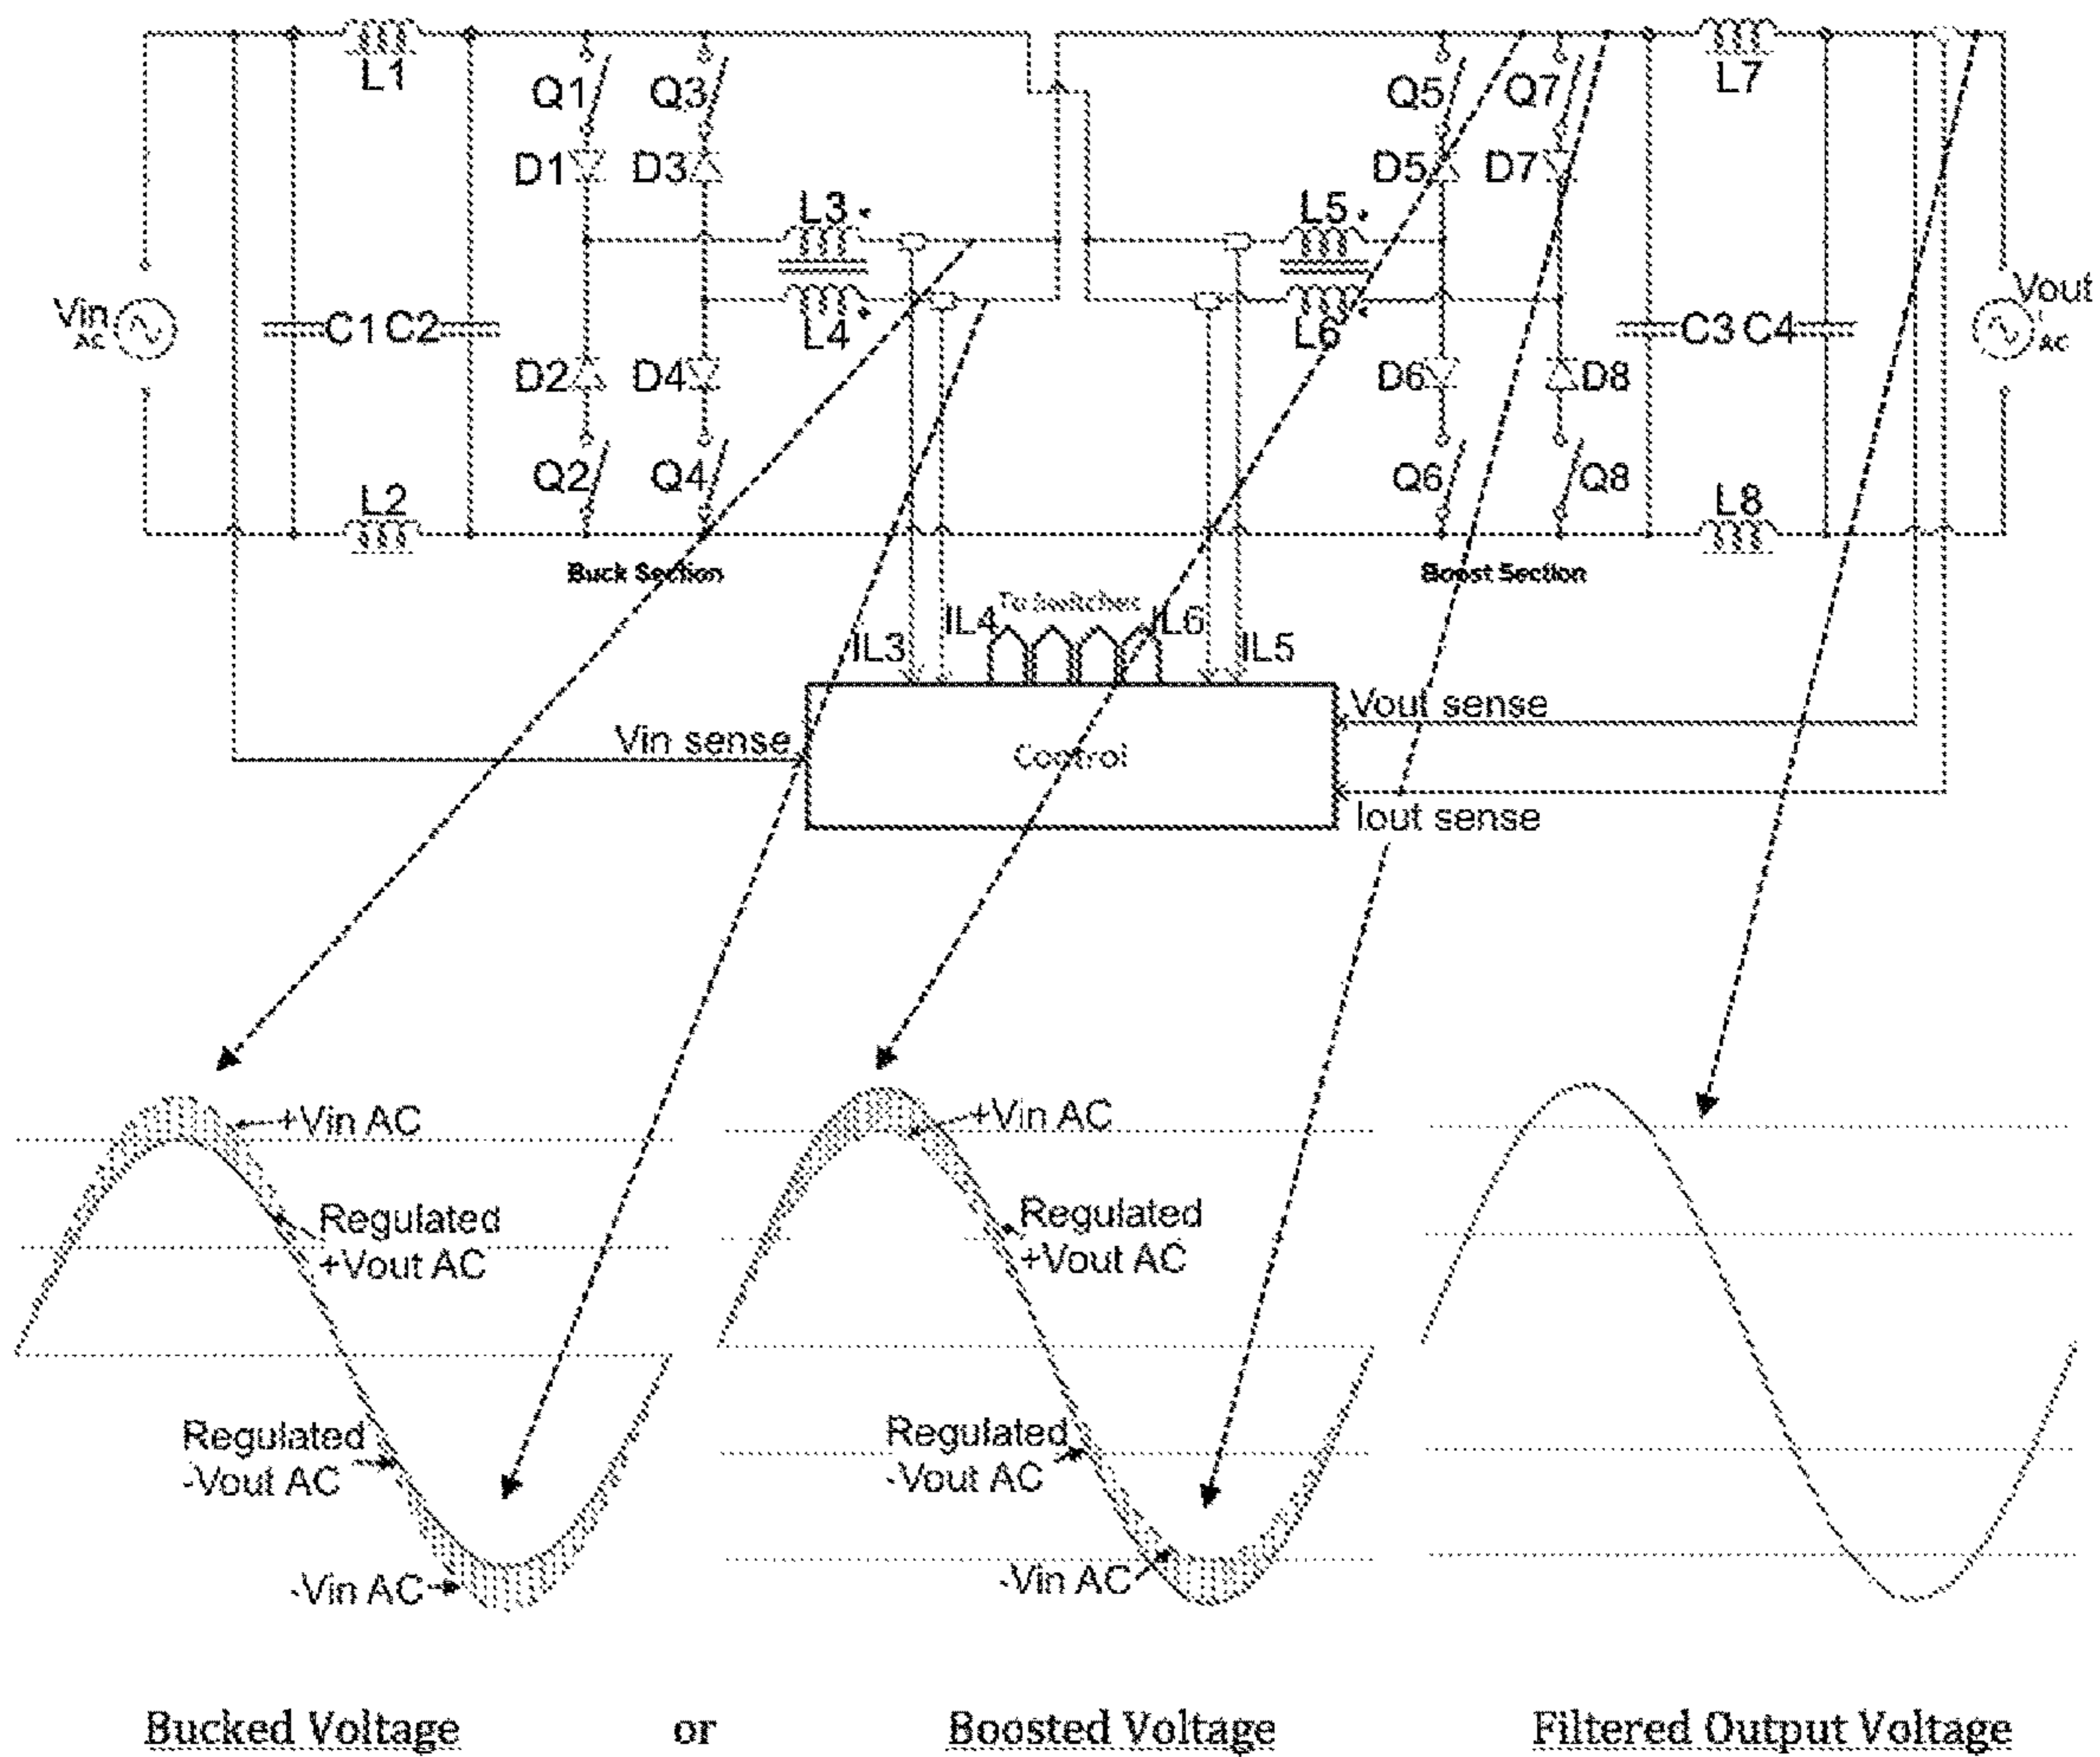 L1
L7
Q1
Q3
Q5
Q7
D1
D3
D5
D7
L3
L5
Vin
AC
C1
C2
L4
L6
C3
C4
Vout
AC
D2
D4
D6
D8
Q2
Q4
Q6
Q8
L2
L8
Buck Section
Boost Section
To Switches
IL3
IL4
IL6
IL5
Vin sense
Control
Vout sense
Iout sense
+Vin AC
Regulated
+Vout AC
Regulated
-Vout AC
-Vin AC
+Vin AC
Regulated
+Vout AC
Regulated
-Vout AC
-Vin AC
Bucked Voltage
or
Boosted Voltage
Filtered Output Voltage